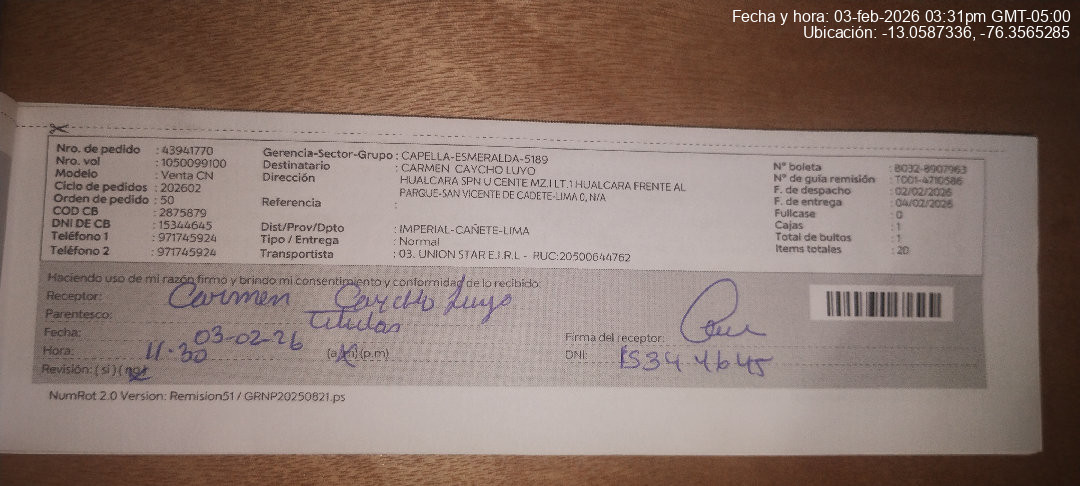 Fecha y hora: 03-feb-2026 03:31pm GMT-05:00
Ubicación: -13.0587336, -76.3565285
Nro. de pedido : 43941770
Nro. vol : 1050099100
Modelo : Venta CN
Ciclo de pedidos : 202602
Orden de pedido : 50
COD CB : 2875879
DNI DE CB : 15344645
Teléfono 1 : 971745924
Teléfono 2 : 971745924
Gerencia-Sector-Grupo : CAPELLA-ESMERALDA-5189
Destinatario : CARMEN CAYCHO LUYO
Dirección : HUALCARA SPN U CENTE MZ.I LT.1 HUALCARA FRENTE AL
PARGUE-SAN VICENTE DE CADETE-LIMA 0, N/A
Referencia :
Dist/Prov/Dpto : IMPERIAL-CAÑETE-LIMA
Tipo / Entrega : Normal
Transportista : 03. UNION STAR E.I.R.L - RUC:20500644762
Nº boleta : B032-8907963
Nº de guía remisión : T001-4710586
F. de despacho : 02/02/2026
F. de entrega : 04/02/2026
Fullcase : 0
Cajas : 1
Total de bultos : 1
Items totales : 20
Haciendo uso de mi razón firmo y brindo mi consentimiento y conformidad de lo recibido:
Receptor: Carmen Caycho Luyo
Parentesco: titular
Fecha: 03-02-26
Hora: 11.30 (a.m) (p.m)
Revisión: ( si ) ( no )
Firma del receptor:
DNI: 15344645
NumRot 2.0 Version: Remision51 / GRNP20250821.ps